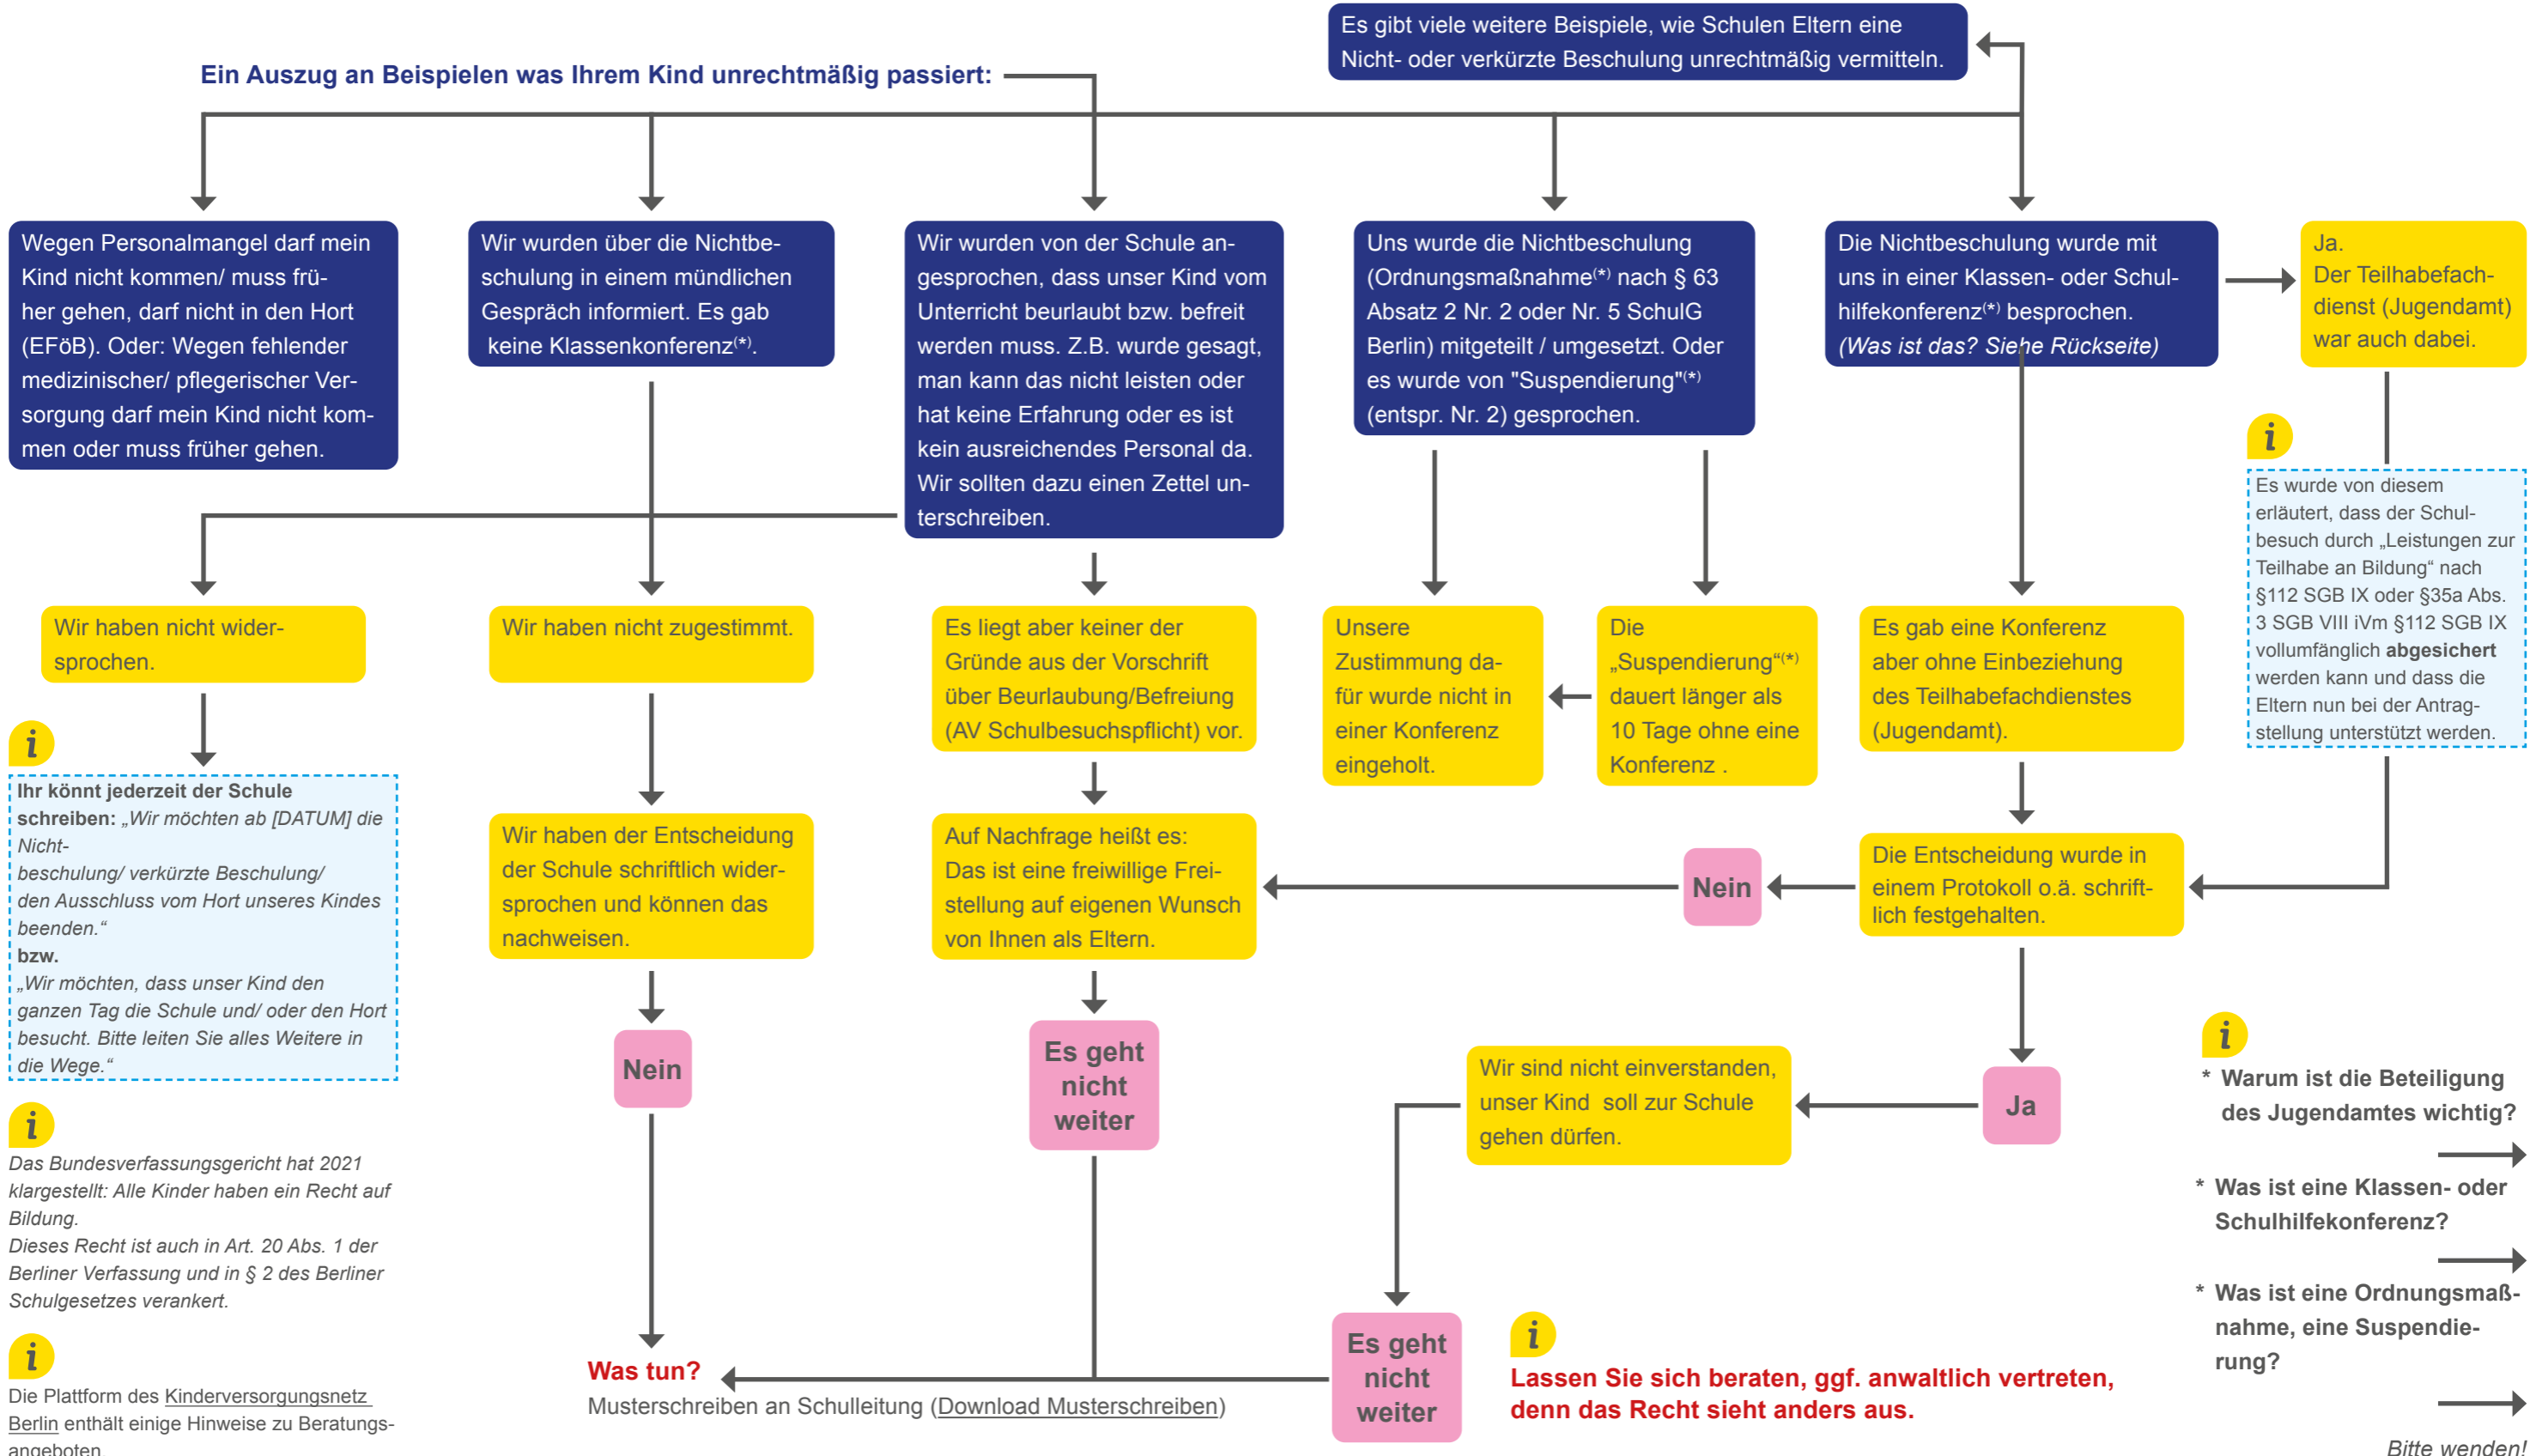 Es gibt viele weitere Beispiele, wie Schulen Eltern eine
Nicht- oder verkürzte Beschulung unrechtmäßig vermitteln.
Ein Auszug an Beispielen was Ihrem Kind unrechtmäßig passiert:
Wegen Personalmangel darf mein
Kind nicht kommen/ muss frü-
her gehen, darf nicht in den Hort
(EFöB). Oder: Wegen fehlender
medizinischer/ pflegerischer Ver-
sorgung darf mein Kind nicht kom-
men oder muss früher gehen.
Wir wurden über die Nichtbe-
schulung in einem mündlichen
Gespräch informiert. Es gab
keine Klassenkonferenz(*).
Wir wurden von der Schule an-
gesprochen, dass unser Kind vom
Unterricht beurlaubt bzw. befreit
werden muss. Z.B. wurde gesagt,
man kann das nicht leisten oder
hat keine Erfahrung oder es ist
kein ausreichendes Personal da.
Wir sollten dazu einen Zettel un-
terschreiben.
Uns wurde die Nichtbeschulung
(Ordnungsmaßnahme(*) nach § 63
Absatz 2 Nr. 2 oder Nr. 5 SchulG
Berlin) mitgeteilt / umgesetzt. Oder
es wurde von "Suspendierung"(*)
(entspr. Nr. 2) gesprochen.
Die Nichtbeschulung wurde mit
uns in einer Klassen- oder Schul-
hilfekonferenz(*) besprochen.
(Was ist das? Siehe Rückseite)
Ja.
Der Teilhabefach-
dienst (Jugendamt)
war auch dabei.
i
Es wurde von diesem
erläutert, dass der Schul-
besuch durch „Leistungen zur
Teilhabe an Bildung“ nach
§112 SGB IX oder §35a Abs.
3 SGB VIII iVm §112 SGB IX
vollumfänglich abgesichert
werden kann und dass die
Eltern nun bei der Antrag-
stellung unterstützt werden.
Wir haben nicht wider-
sprochen.
Wir haben nicht zugestimmt.
Es liegt aber keiner der
Gründe aus der Vorschrift
über Beurlaubung/Befreiung
(AV Schulbesuchspflicht) vor.
Unsere
Zustimmung da-
für wurde nicht in
einer Konferenz
eingeholt.
Die
„Suspendierung“(*)
dauert länger als
10 Tage ohne eine
Konferenz .
Es gab eine Konferenz
aber ohne Einbeziehung
des Teilhabefachdienstes
(Jugendamt).
i
Ihr könnt jederzeit der Schule
schreiben: „Wir möchten ab [DATUM] die
Nicht-
beschulung/ verkürzte Beschulung/
den Ausschluss vom Hort unseres Kindes
beenden.“
bzw.
„Wir möchten, dass unser Kind den
ganzen Tag die Schule und/ oder den Hort
besucht. Bitte leiten Sie alles Weitere in
die Wege.“
Wir haben der Entscheidung
der Schule schriftlich wider-
sprochen und können das
nachweisen.
Auf Nachfrage heißt es:
Das ist eine freiwillige Frei-
stellung auf eigenen Wunsch
von Ihnen als Eltern.
Nein
Die Entscheidung wurde in
einem Protokoll o.ä. schrift-
lich festgehalten.
Nein
Es geht
nicht
weiter
Wir sind nicht einverstanden,
unser Kind  soll zur Schule
gehen dürfen.
Ja
i
* Warum ist die Beteiligung
des Jugendamtes wichtig?
* Was ist eine Klassen- oder
Schulhilfekonferenz?
* Was ist eine Ordnungsmaß-
nahme, eine Suspendie-
rung?
i
Das Bundesverfassungsgericht hat 2021
klargestellt: Alle Kinder haben ein Recht auf
Bildung.
Dieses Recht ist auch in Art. 20 Abs. 1 der
Berliner Verfassung und in § 2 des Berliner
Schulgesetzes verankert.
i
Die Plattform des Kinderversorgungsnetz
Berlin enthält einige Hinweise zu Beratungs-
angeboten.
Was tun?
Musterschreiben an Schulleitung (Download Musterschreiben)
Es geht
nicht
weiter
i
Lassen Sie sich beraten, ggf. anwaltlich vertreten,
denn das Recht sieht anders aus.
Bitte wenden!